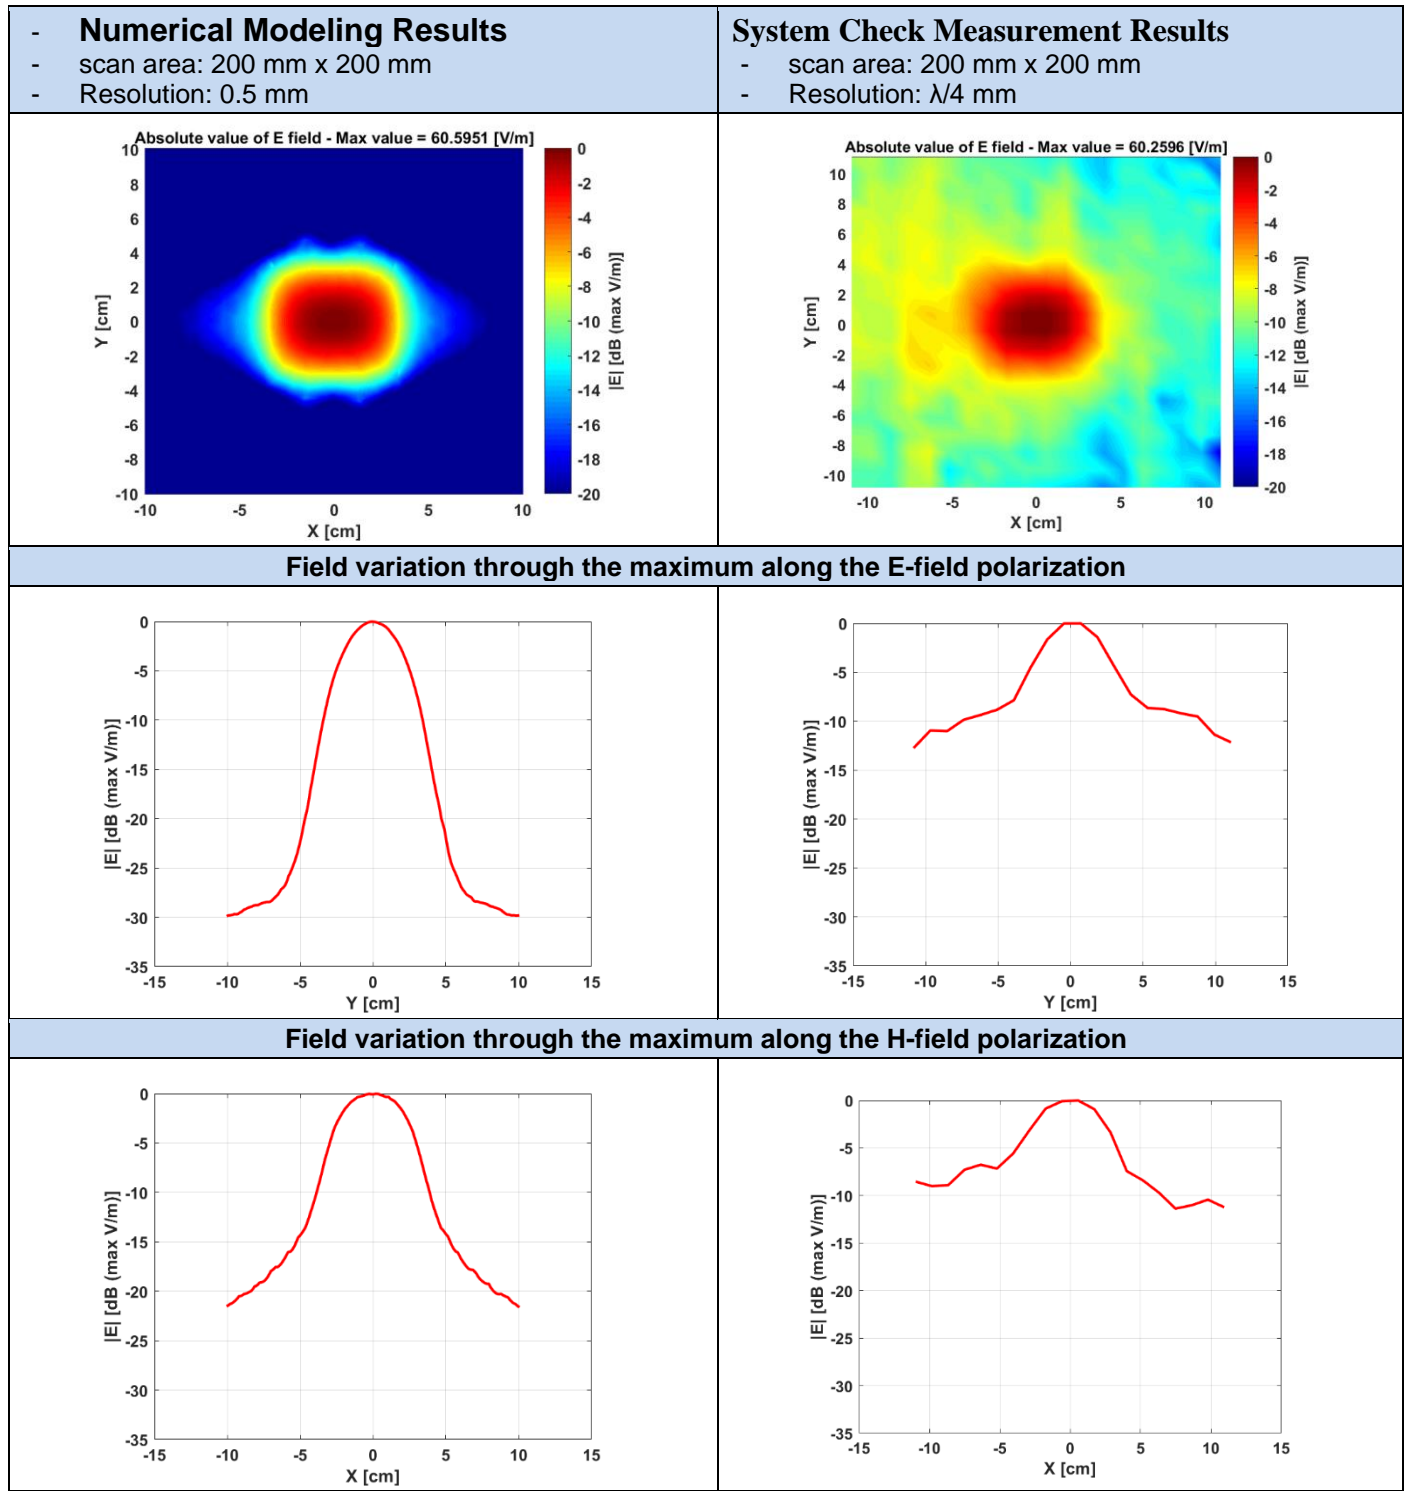 - Numerical Modeling Results
- scan area: 200 mm x 200 mm
- Resolution: 0.5 mm
System Check Measurement Results
- scan area: 200 mm x 200 mm
- Resolution: λ/4 mm
Absolute value of E field - Max value = 60.5951 [V/m]
10
8
6
4
2
0
-2
-4
-6
-8
-10
Y [cm]
-10 -5 0 5 10
X [cm]
0
-2
-4
-6
-8
-10
-12
-14
-16
-18
-20
|E| [dB (max V/m)]
Absolute value of E field - Max value = 60.2596 [V/m]
10
8
6
4
2
0
-2
-4
-6
-8
-10
Y [cm]
-10 -5 0 5 10
X [cm]
0
-2
-4
-6
-8
-10
-12
-14
-16
-18
-20
|E| [dB (max V/m)]
Field variation through the maximum along the E-field polarization
0
-5
-10
-15
-20
-25
-30
-35
|E| [dB (max V/m)]
-15 -10 -5 0 5 10 15
Y [cm]
0
-5
-10
-15
-20
-25
-30
-35
|E| [dB (max V/m)]
-15 -10 -5 0 5 10 15
Y [cm]
Field variation through the maximum along the H-field polarization
0
-5
-10
-15
-20
-25
-30
-35
|E| [dB (max V/m)]
-15 -10 -5 0 5 10 15
X [cm]
0
-5
-10
-15
-20
-25
-30
-35
|E| [dB (max V/m)]
-15 -10 -5 0 5 10 15
X [cm]